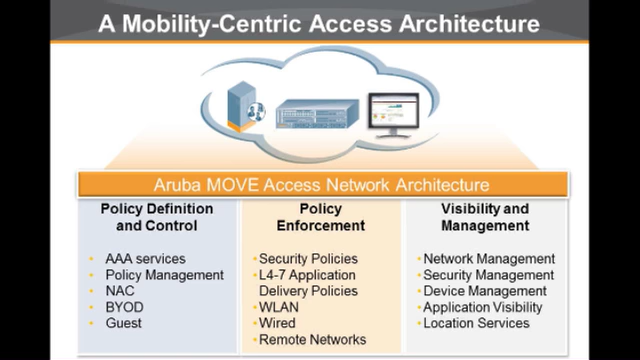 A Mobility-Centric Access Architecture
Aruba MOVE Access Network Architecture
Policy Definition
and Control
• AAA services
• Policy Management
• NAC
• BYOD
• Guest
Policy
Enforcement
• Security Policies
• L4-7 Application
Delivery Policies
• WLAN
• Wired
• Remote Networks
Visibility and
Management
• Network Management
• Security Management
• Device Management
• Application Visibility
• Location Services